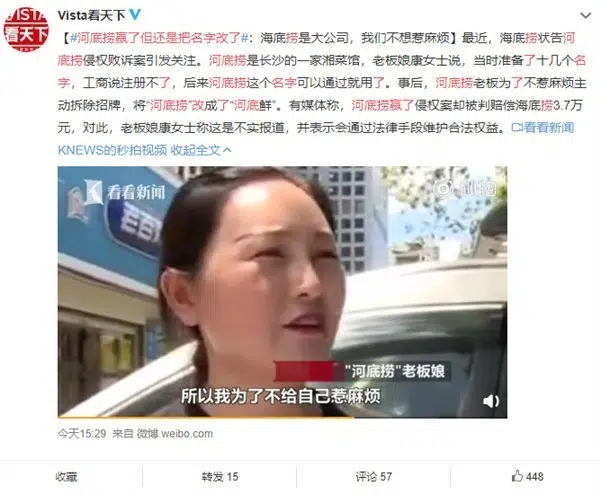 VISTA
看天下
Vista看天下
【#河底捞赢了但还是把名字改了#：海底捞是大公司，我们不想惹麻烦】最近，海底捞状告河
底捞侵权败诉案引发关注。河底捞是长沙的一家湘菜馆，老板娘康女士说，当时准备了十几个名
字，工商说注册不了，后来河底捞这个名字可以通过就用了。事后，河底捞老板为了不惹麻烦主
动拆除招牌，将“河底捞”改成了“河底鲜”。有媒体称，河底捞赢了侵权案却被判赔偿海底捞3.7万
元，对此，老板娘康女士称这是不实报道，并表示会通过法律手段维护合法权益。看看新闻
KNEWS的秒拍视频 收起全文
看看新闻
"河底捞"老板娘
所以我为了不给自己惹麻烦
今天15:29 来自 微博 weibo.com
收藏
转发 15
评论 57
448